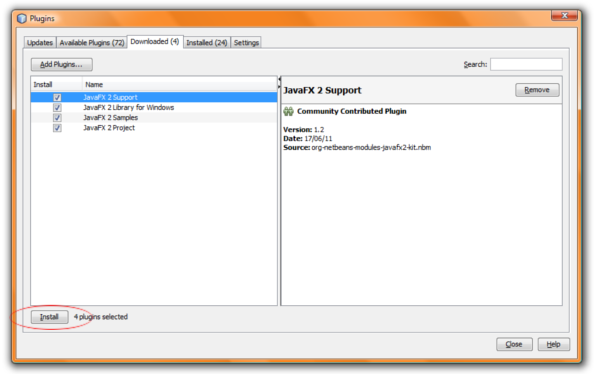 Plugins
Updates Available Plugins (72) Downloaded (4) Installed (24) Settings
Add Plugins... Search:
Install Name
JavaFX 2 Support
JavaFX 2 Library for Windows
JavaFX 2 Samples
JavaFX 2 Project
JavaFX 2 Support Remove
Community Contributed Plugin
Version: 1.2
Date: 17/06/11
Source: org-netbeans-modules-javafx2-kit.nbm
Install 4 plugins selected
Close Help